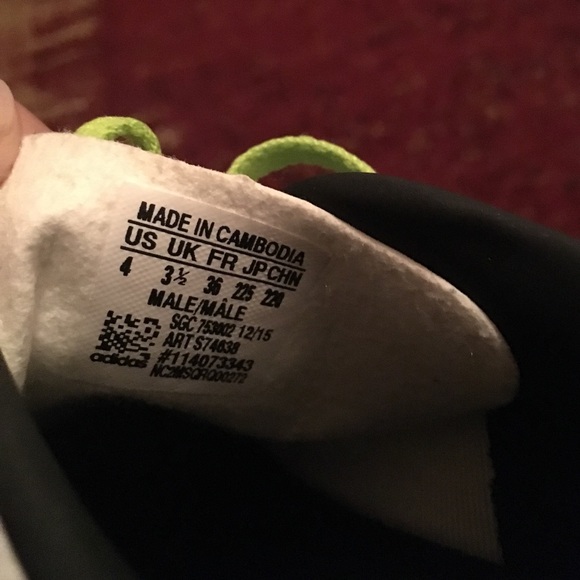 MADE IN CAMBODIA
US UK FR JP CHN
4 3½ 36 225 220
MALE/MÂLE
SGC 753002 12/15
ART S74638
#114073343
adidas